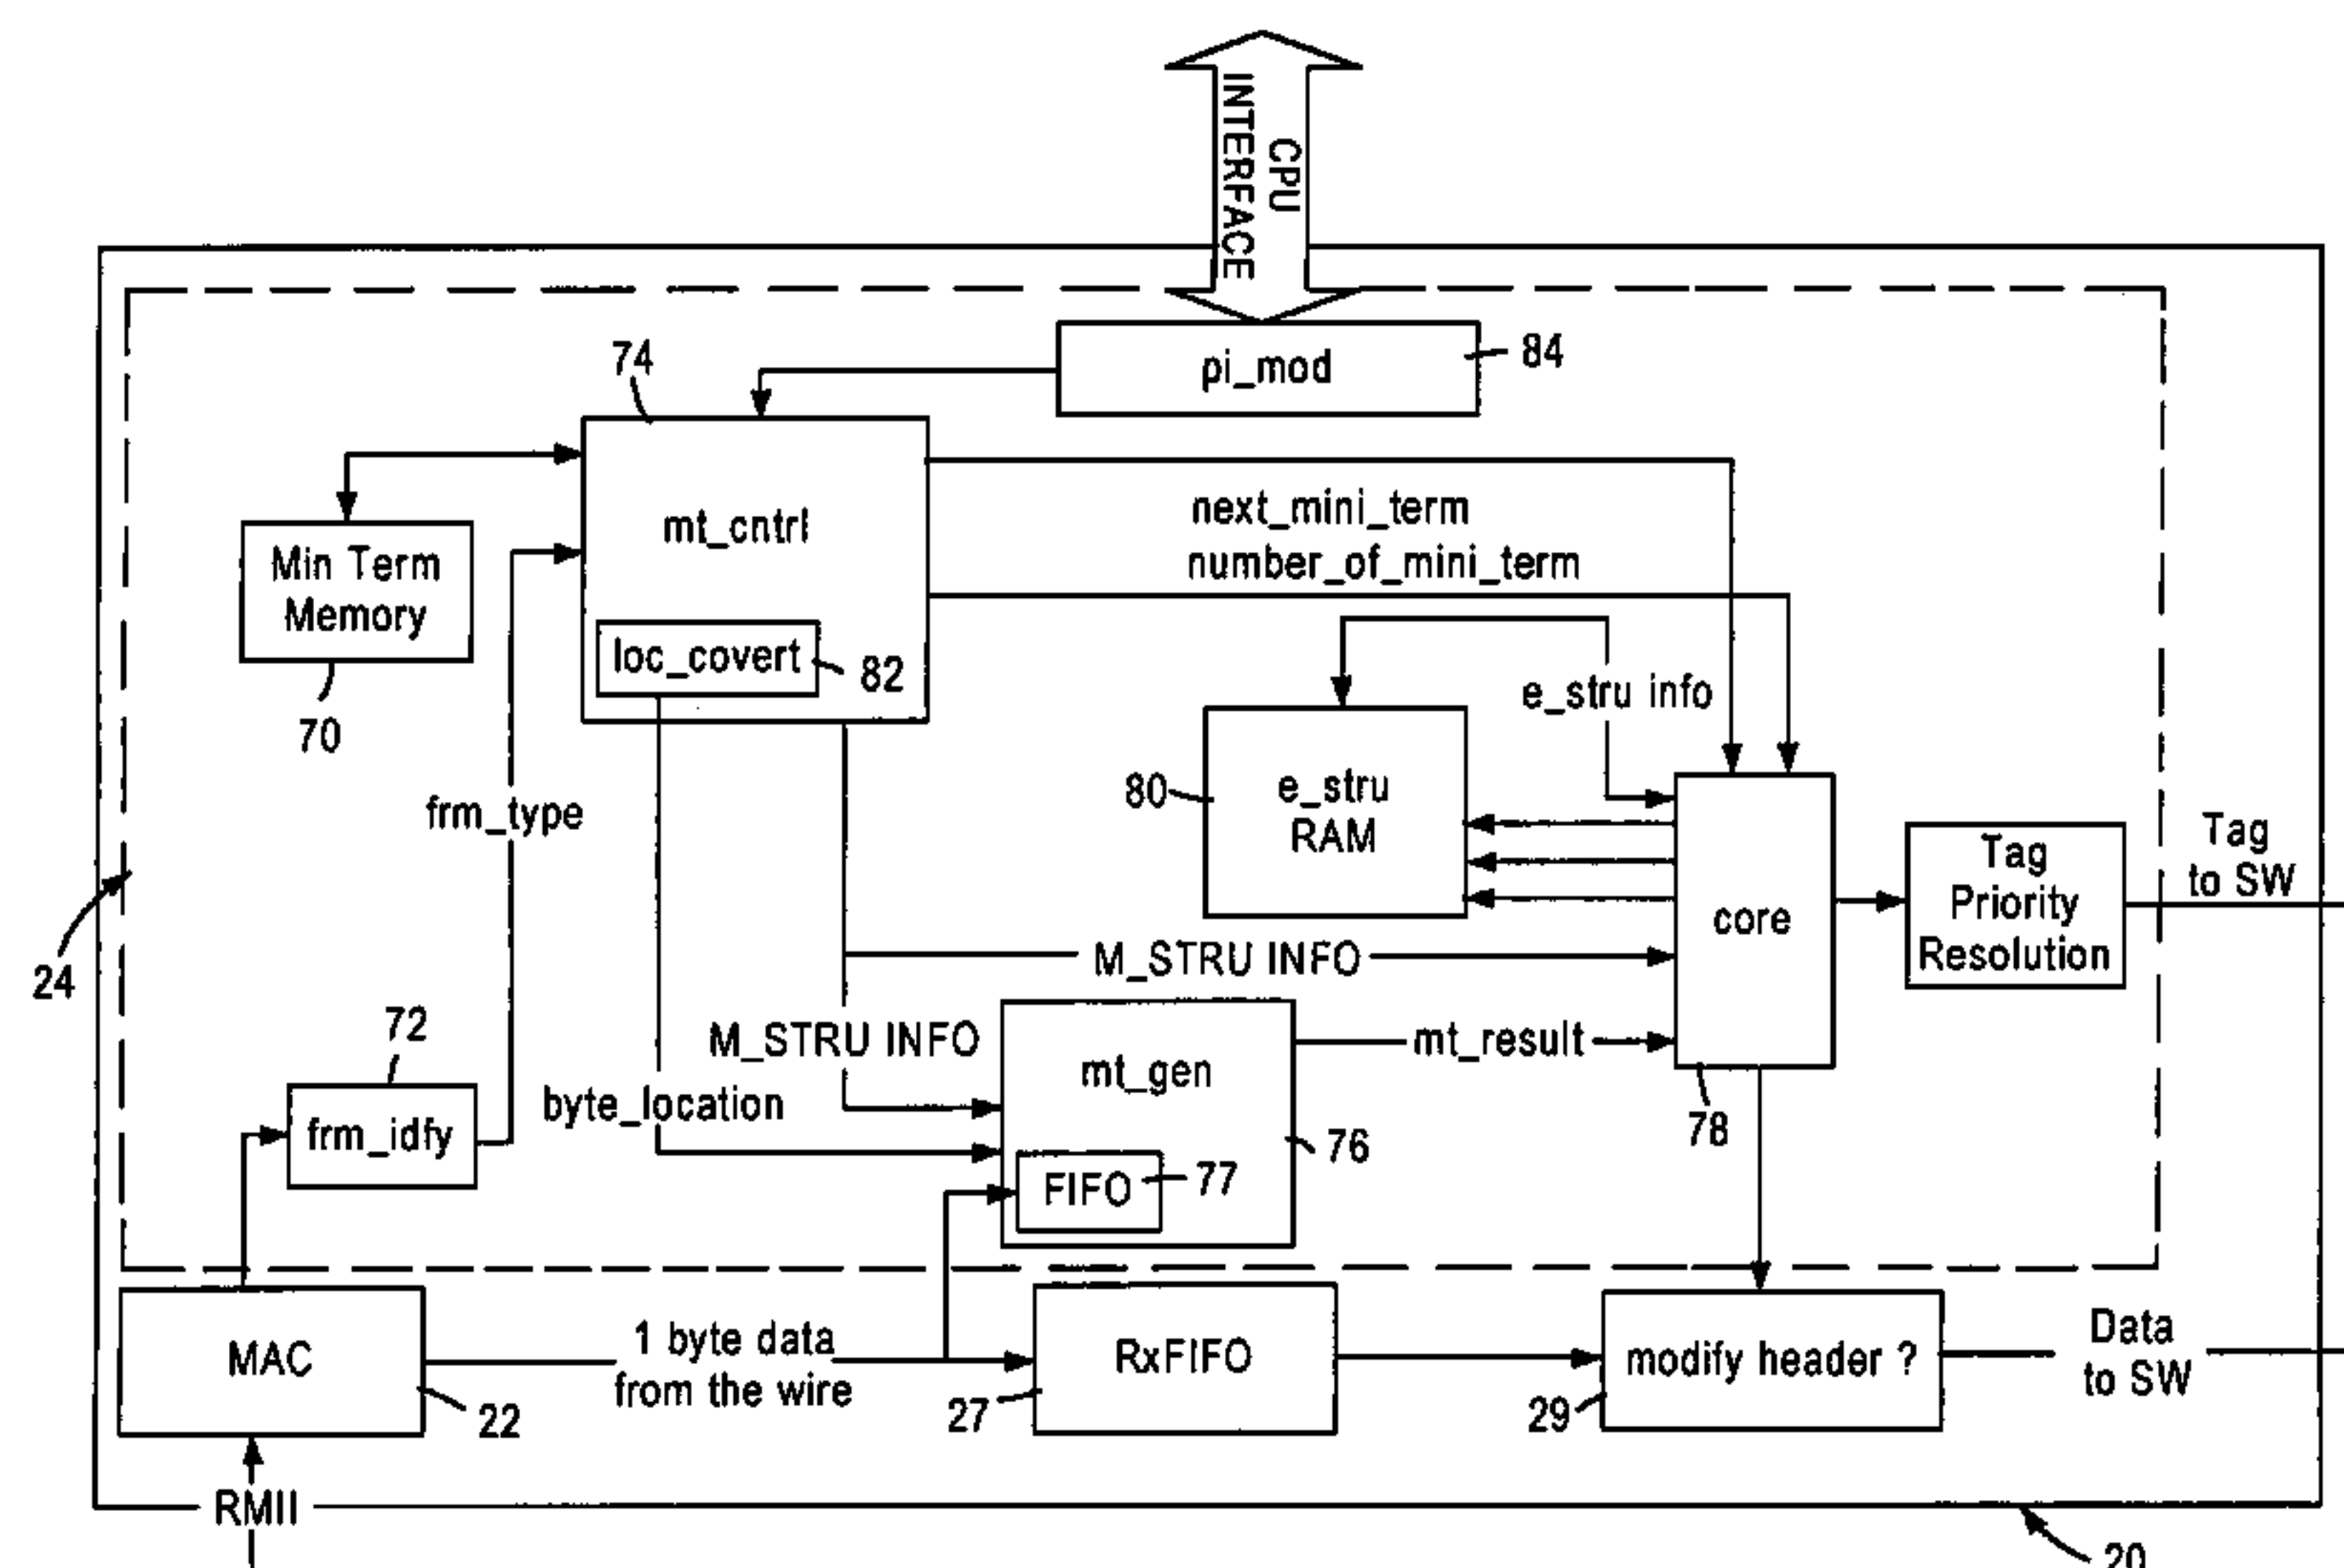 CPU
INTERFACE
pi_mod
84
74
mt_cntrl
next_mini_term
number_of_mini_term
Min Term
Memory
70
loc_covert
82
e_stru info
80
e_stru
RAM
frm_type
core
Tag
Priority
Resolution
Tag
to SW
24
M_STRU INFO
72
M_STRU INFO
mt_gen
mt_result
78
byte_location
frm_idfy
76
FIFO
77
MAC
22
1 byte data
from the wire
RxFIFO
27
modify header ?
29
Data
to SW
RMII
20